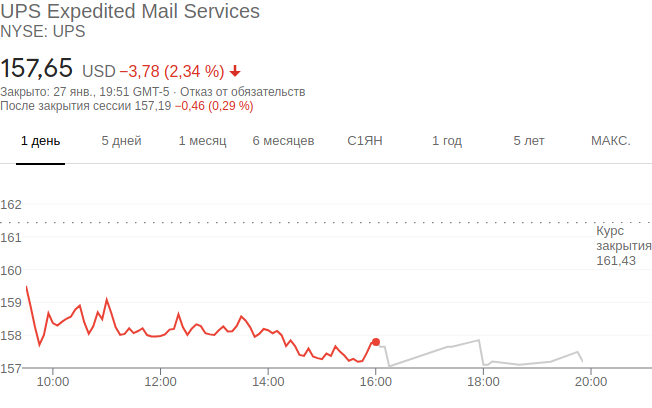 UPS Expedited Mail Services
NYSE: UPS
157,65 USD −3,78 (2,34 %)
Закрыто: 27 янв., 19:51 GMT-5 · Отказ от обязательств
После закрытия сессии 157,19 −0,46 (0,29 %)
1 день 5 дней 1 месяц 6 месяцев С1ЯН 1 год 5 лет МАКС.
162
161
160
159
158
157
Курс
закрытия
161,43
10:00 12:00 14:00 16:00 18:00 20:00